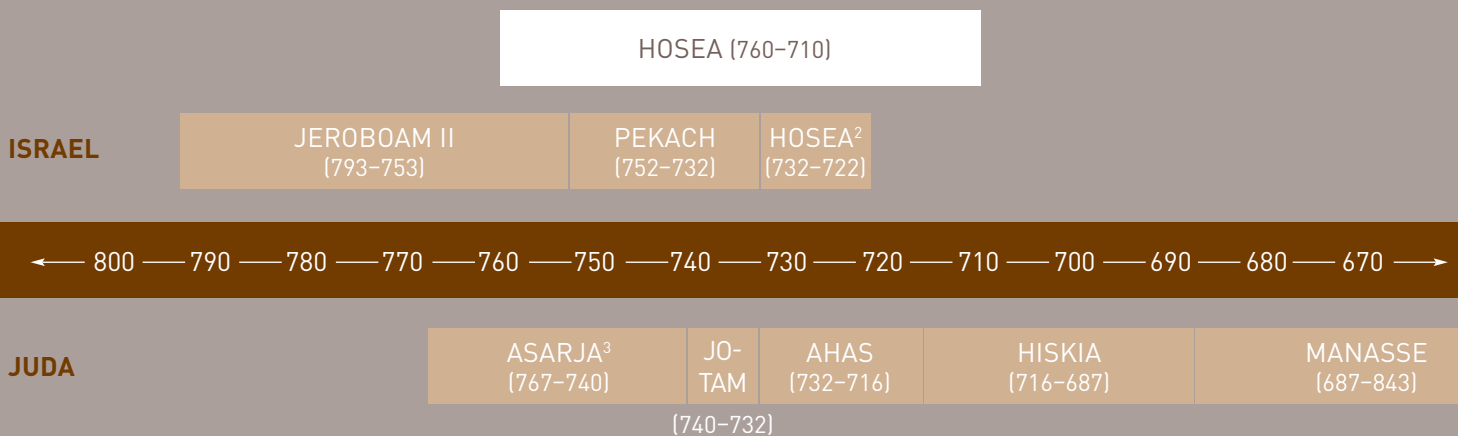 HOSEA (760–710)
ISRAEL
JEROBOAM II
(793–753)
PEKACH
(752–732)
HOSEA²
(732–722)
800 790 780 770 760 750 740 730 720 710 700 690 680 670
JUDA
ASARJA³
(767–740)
JO-
TAM
(740–732)
AHAS
(732–716)
HISKIA
(716–687)
MANASSE
(687–843)